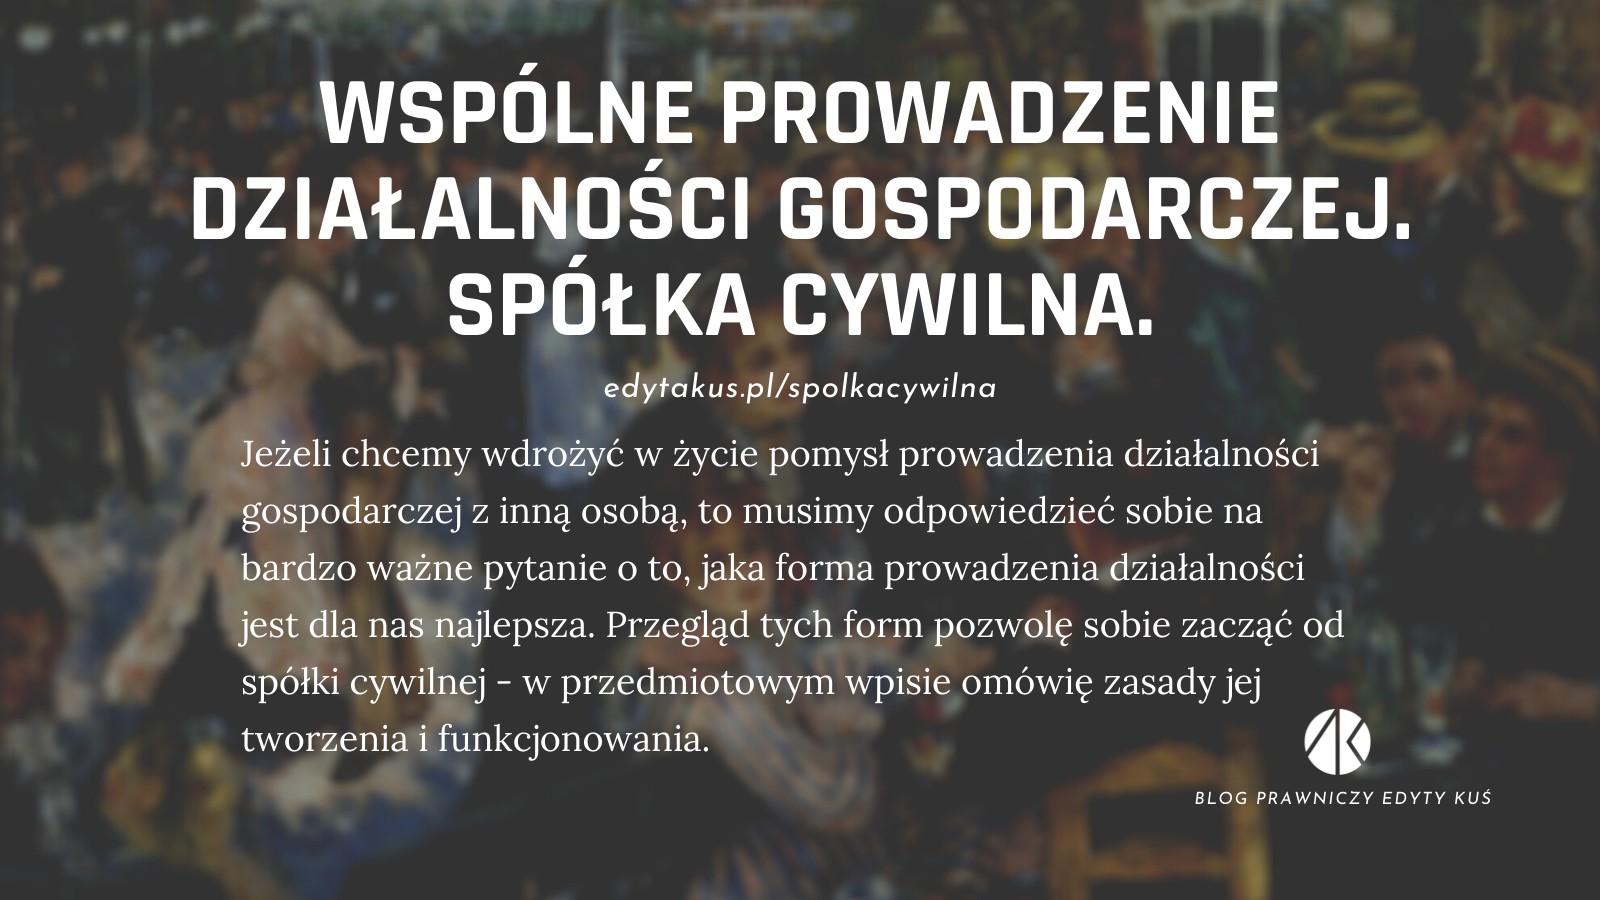 WSPÓLNE PROWADZENIE
DZIAŁALNOŚCI GOSPODARCZEJ.
SPÓŁKA CYWILNA.
edytakus.pl/spolkacywilna
Jeżeli chcemy wdrożyć w życie pomysł prowadzenia działalności
gospodarczej z inną osobą, to musimy odpowiedzieć sobie na
bardzo ważne pytanie o to, jaka forma prowadzenia działalności
jest dla nas najlepsza. Przegląd tych form pozwolę sobie zacząć od
spółki cywilnej - w przedmiotowym wpisie omówię zasady jej
tworzenia i funkcjonowania.
BLOG PRAWNICZY EDYTY KUŚ